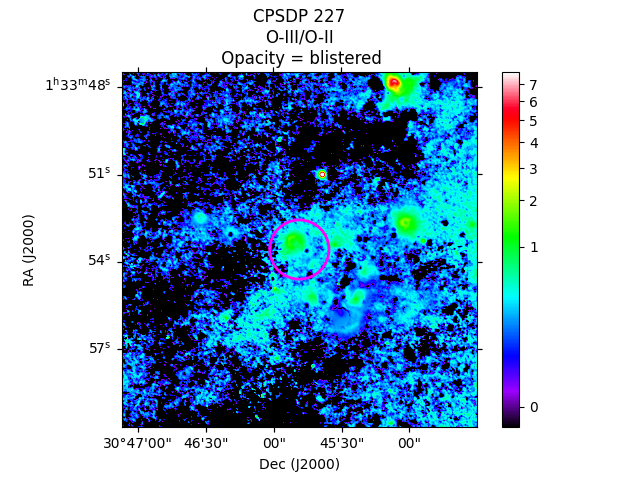 CPSDP 227
O-III/O-II
Opacity = blistered
1ʰ33ᵐ48ˢ
51ˢ
54ˢ
57ˢ
RA (J2000)
30°47'00" 46'30" 00" 45'30" 00"
Dec (J2000)
7
6
5
4
3
2
1
0